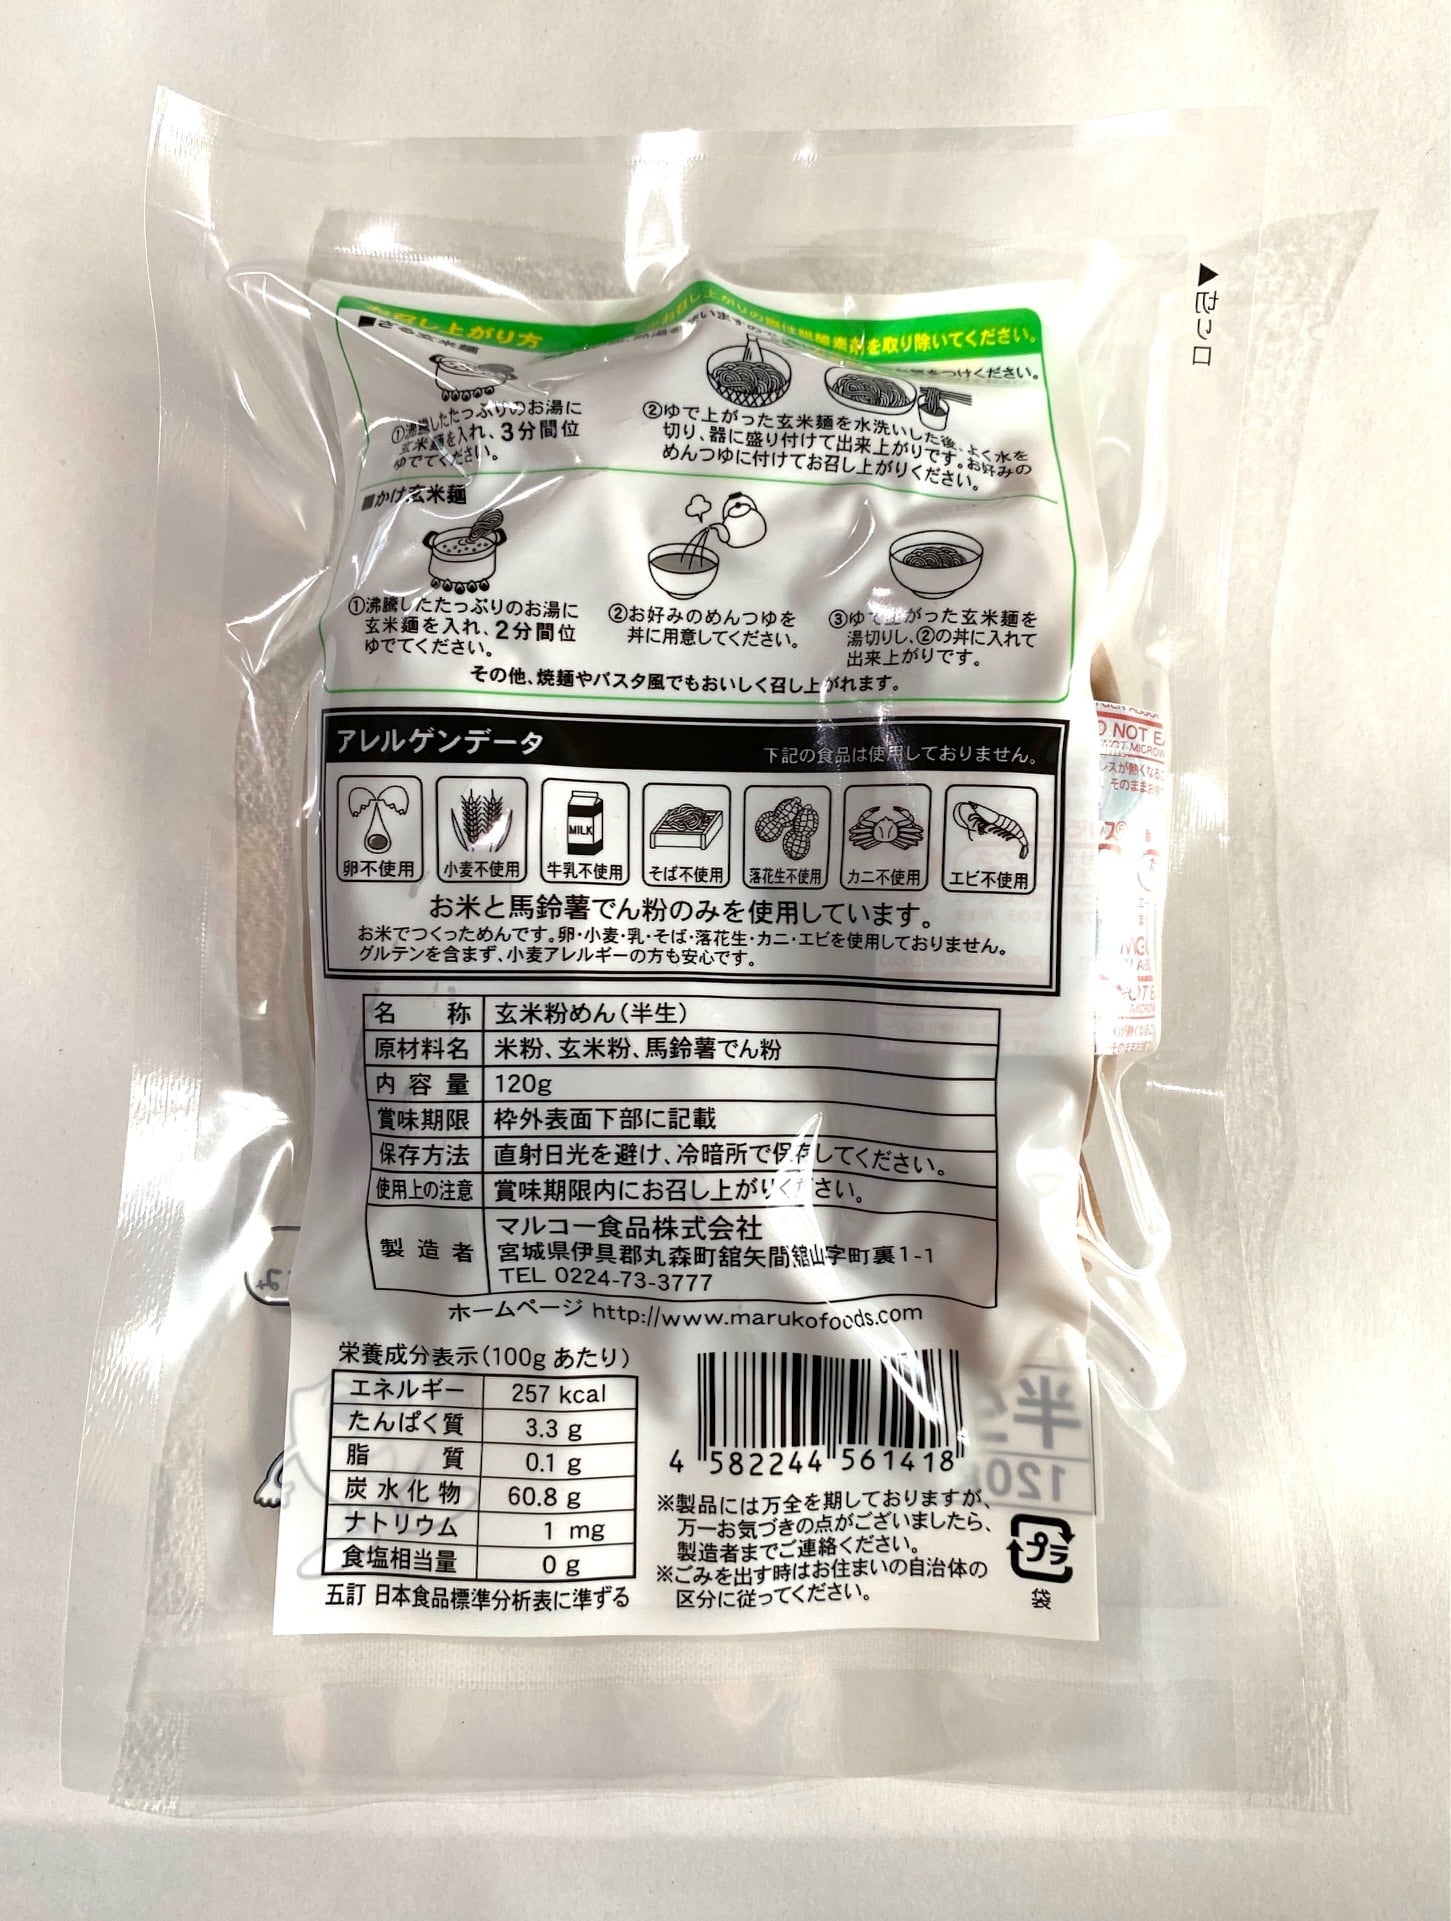 お召し上がり方
お召し上がりの際は脱酸素剤を取り除いてください。
■ざる玄米麺
気をつけください。
①沸騰したたっぷりのお湯に
玄米麺を入れ、3分間位
ゆでてください。
②ゆで上がった玄米麺を水洗いした後、よく水を
切り、器に盛り付けて出来上がりです。お好みの
めんつゆに付けてお召し上がりください。
■かけ玄米麺
①沸騰したたっぷりのお湯に
玄米麺を入れ、2分間位
ゆでてください。
②お好みのめんつゆを
丼に用意してください。
③ゆで上がった玄米麺を
湯切りし、②の丼に入れて
出来上がりです。
その他、焼麺やパスタ風でもおいしく召し上がれます。
アレルゲンデータ
下記の食品は使用しておりません。
MILK
卵不使用
小麦不使用
牛乳不使用
そば不使用
落花生不使用
カニ不使用
エビ不使用
お米と馬鈴薯でん粉のみを使用しています。
お米でつくっためんです。卵・小麦・乳・そば・落花生・カニ・エビを使用しておりません。
グルテンを含まず、小麦アレルギーの方も安心です。
名称 玄米粉めん(半生)
原材料名 米粉、玄米粉、馬鈴薯でん粉
内容量 120g
賞味期限 枠外表面下部に記載
保存方法 直射日光を避け、冷暗所で保存してください。
使用上の注意 賞味期限内にお召し上がりください。
製造者 マルコー食品株式会社
宮城県伊具郡丸森町舘矢間舘山字町裏1-1
TEL 0224-73-3777
ホームページ http://www.marukofoods.com
栄養成分表示(100gあたり)
エネルギー 257 kcal
たんぱく質 3.3 g
脂質 0.1 g
炭水化物 60.8 g
ナトリウム 1 mg
食塩相当量 0 g
五訂 日本食品標準分析表に準ずる
4 582244 561418
※製品には万全を期しておりますが、
万一お気づきの点がございましたら、
製造者までご連絡ください。
※ごみを出す時はお住まいの自治体の
区分に従ってください。
プラ
袋
▲切り口
半生
120
NOT EA
NOT MICROW